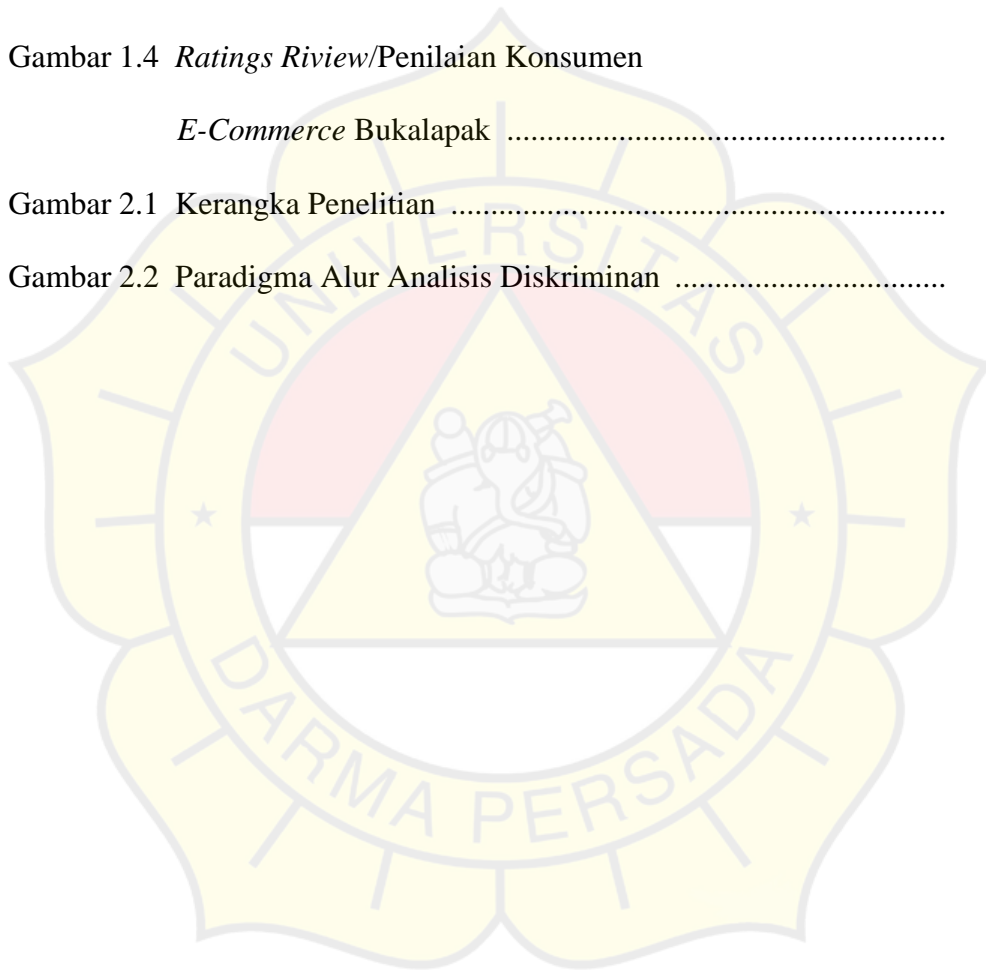 Gambar 1.4 Ratings Riview/Penilaian Konsumen
E-Commerce Bukalapak ......................................................
Gambar 2.1 Kerangka Penelitian .............................................................
Gambar 2.2 Paradigma Alur Analisis Diskriminan .................................
UNIVERSITAS
DARMA PERSADA